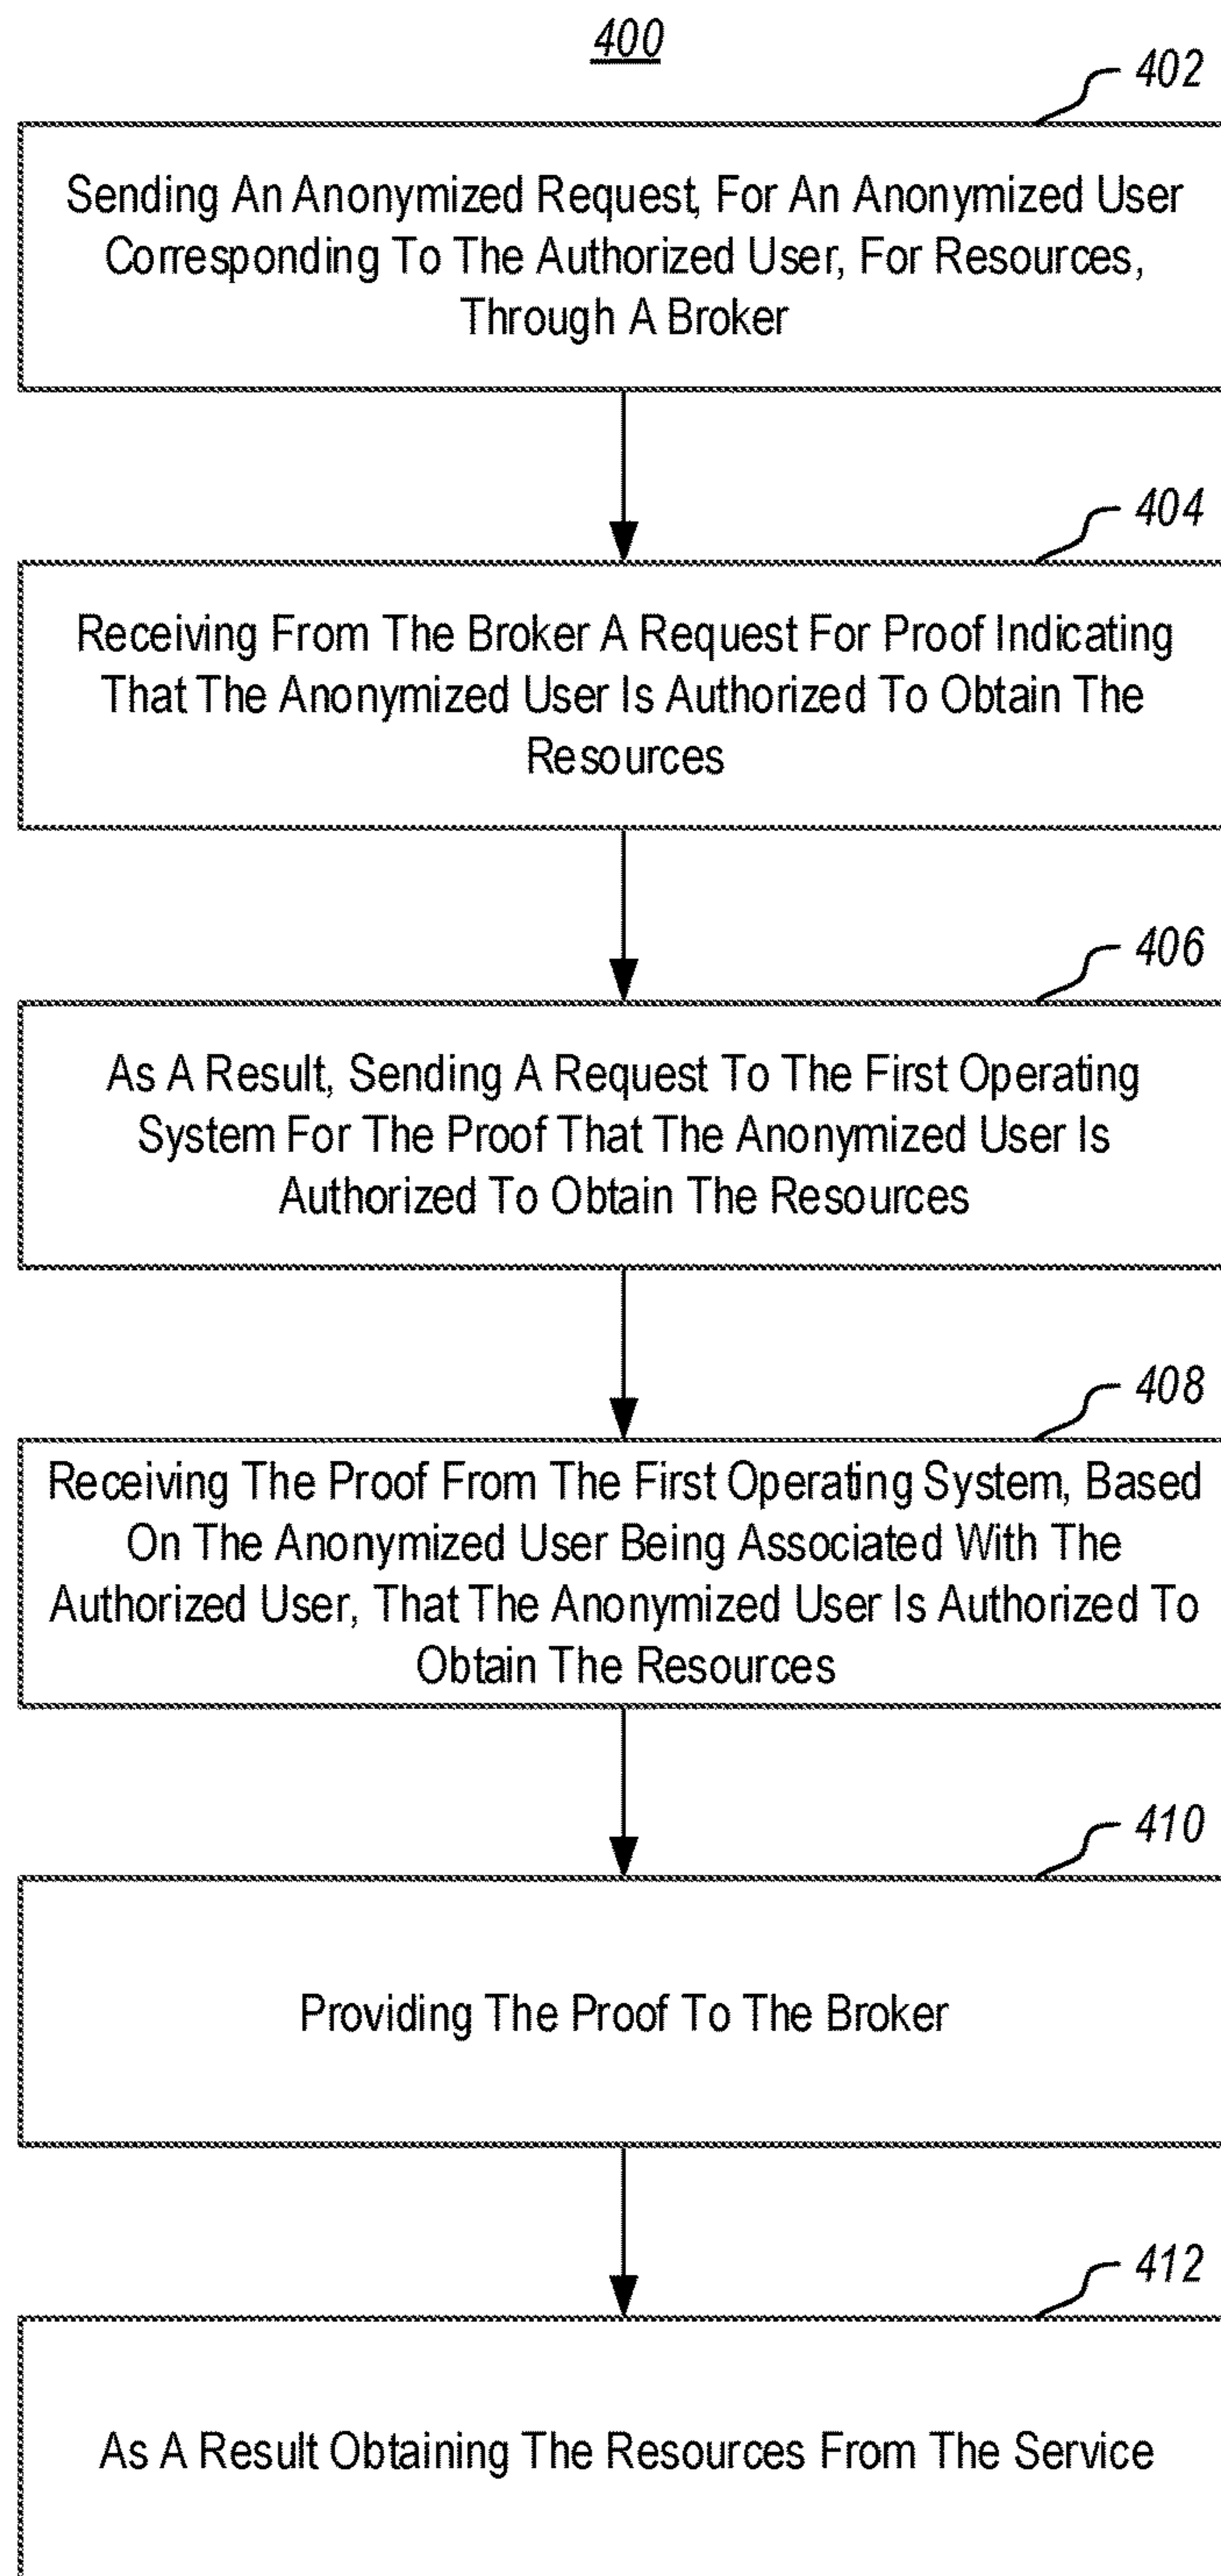 400
402
Sending An Anonymized Request, For An Anonymized User
Corresponding To The Authorized User, For Resources,
Through A Broker
404
Receiving From The Broker A Request For Proof Indicating
That The Anonymized User Is Authorized To Obtain The
Resources
406
As A Result, Sending A Request To The First Operating
System For The Proof That The Anonymized User Is
Authorized To Obtain The Resources
408
Receiving The Proof From The First Operating System, Based
On The Anonymized User Being Associated With The
Authorized User, That The Anonymized User Is Authorized To
Obtain The Resources
410
Providing The Proof To The Broker
412
As A Result Obtaining The Resources From The Service